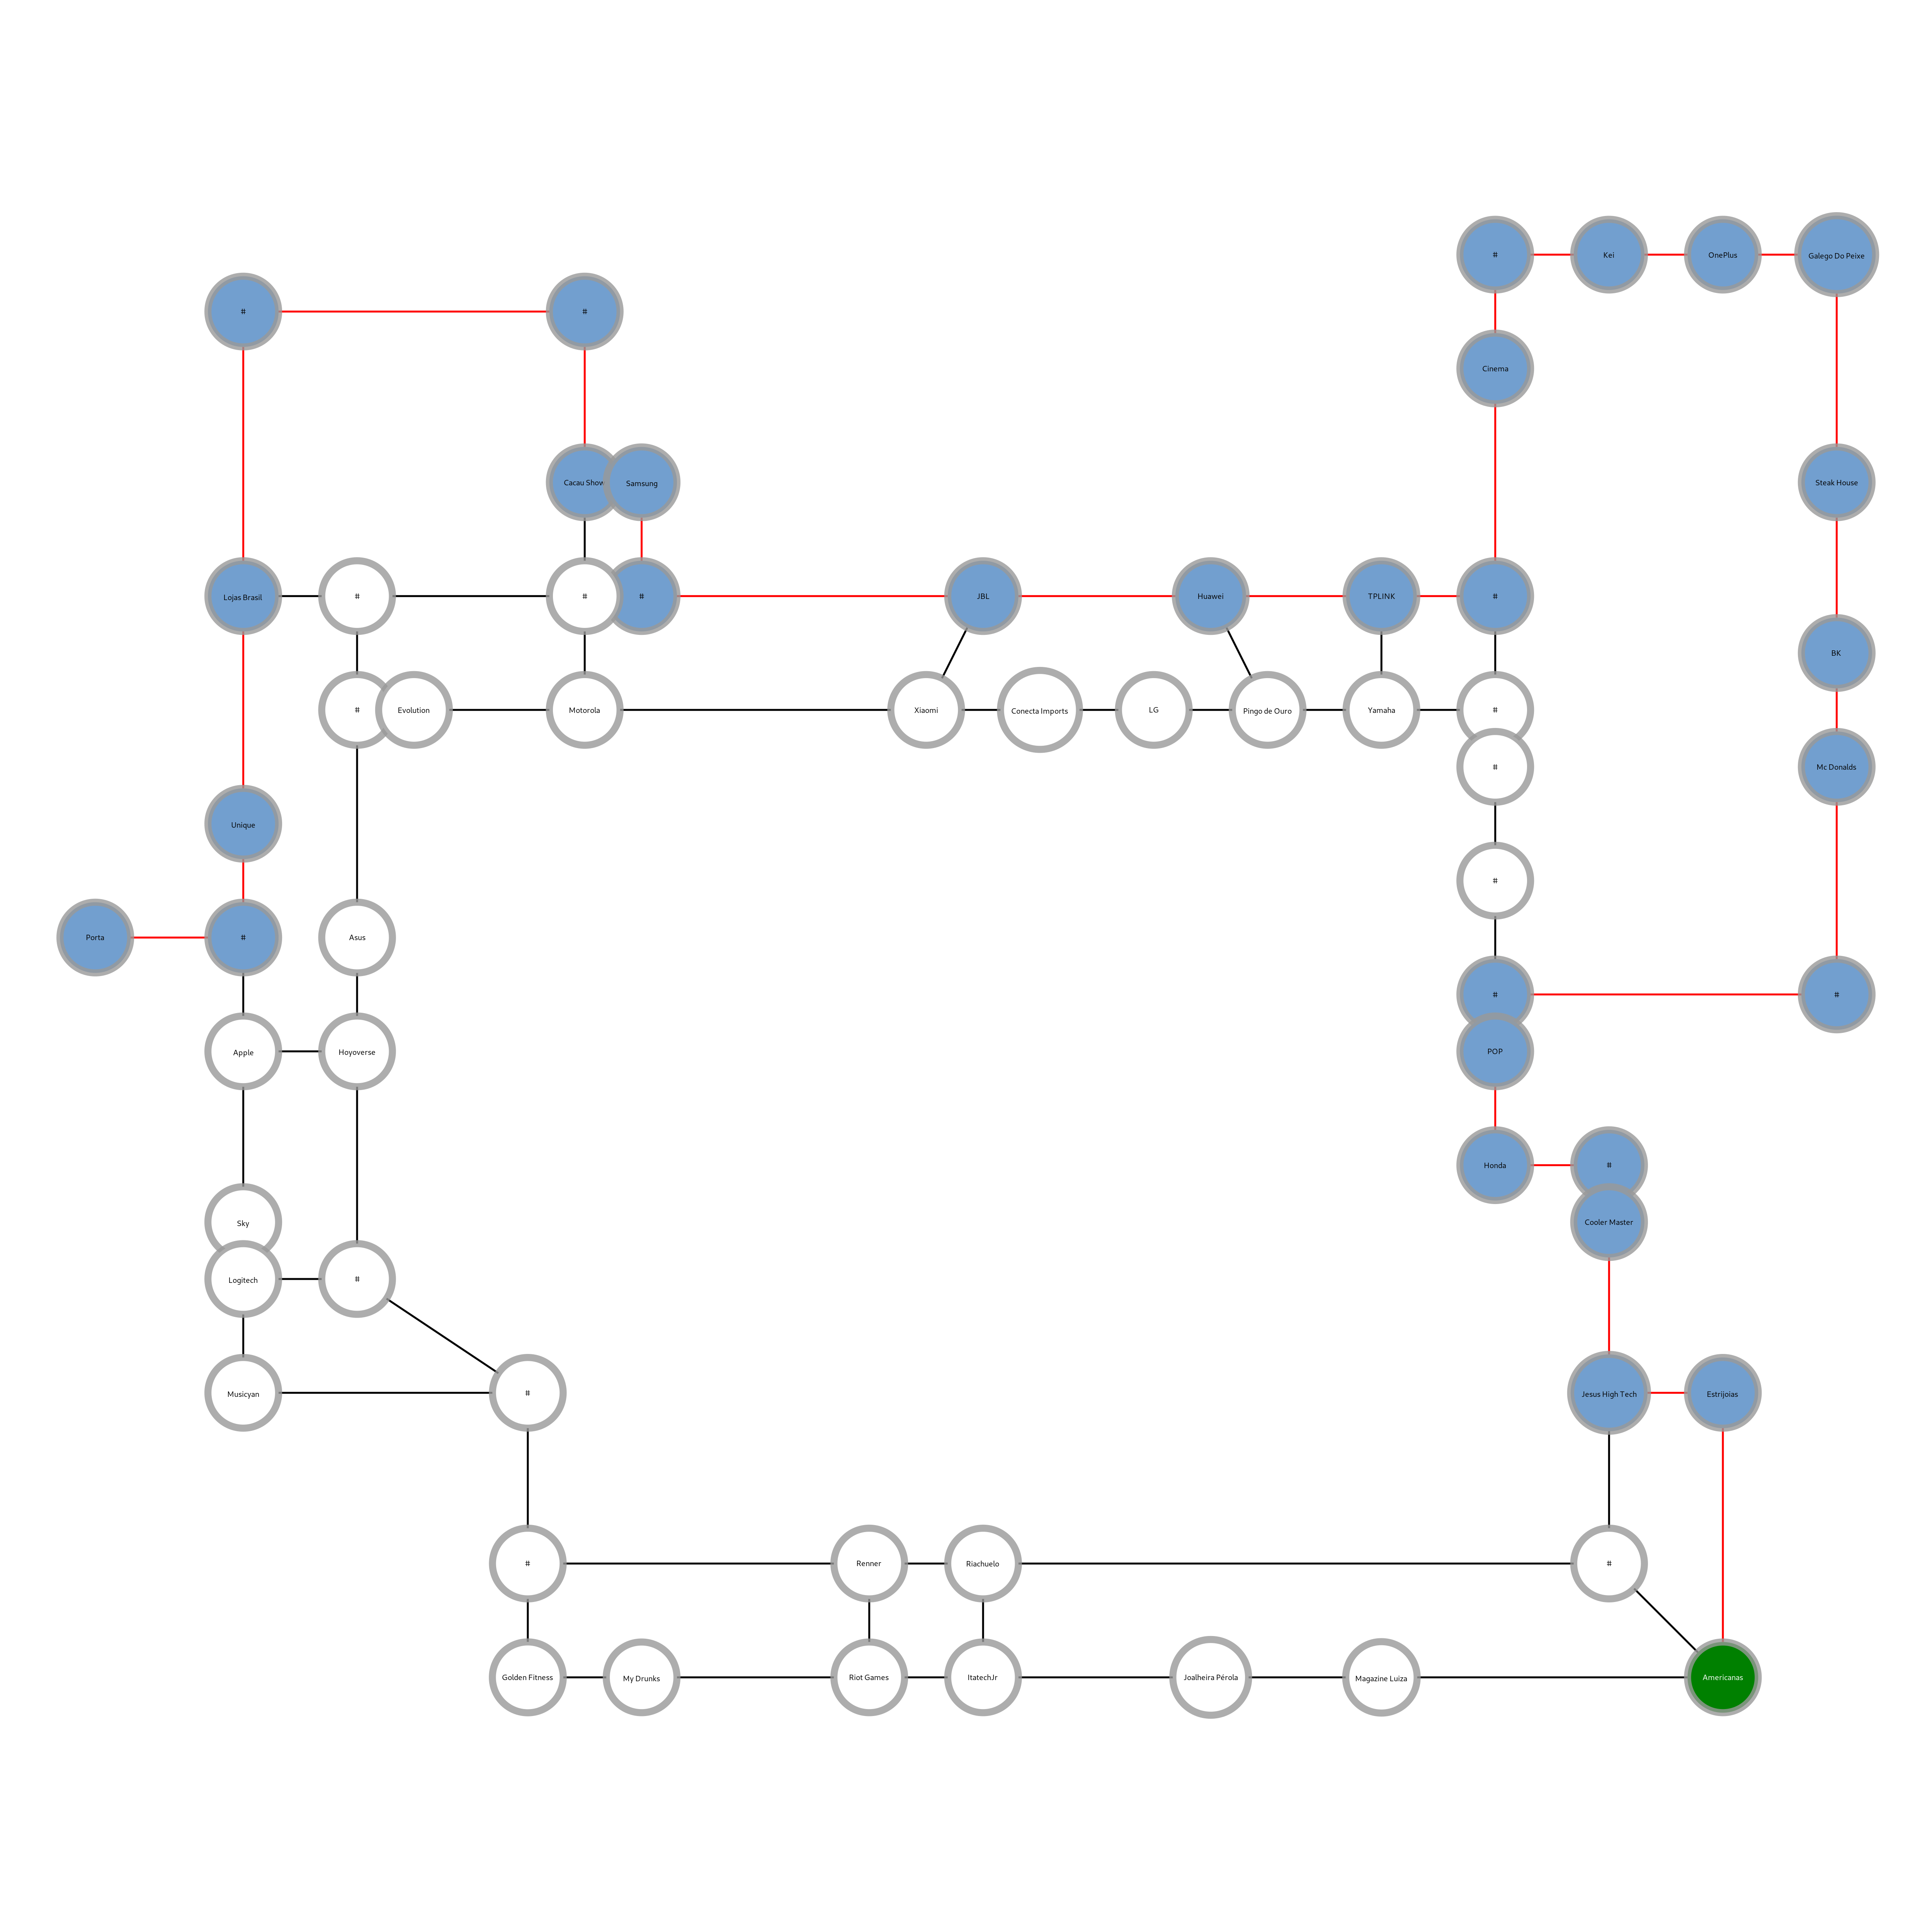 #
Kei
OnePlus
Galego Do Peixe
#
#
Cinema
Cacau Show
Samsung
Steak House
Lojas Brasil
#
#
#
JBL
Huawei
TPLINK
#
BK
#
Evolution
Motorola
Xiaomi
Conecta Imports
LG
Pingo de Ouro
Yamaha
#
#
Mc Donalds
Unique
#
Porta
#
Asus
#
#
Apple
Hoyoverse
POP
Honda
#
Sky
Cooler Master
Logitech
#
Musicyan
#
Jesus High Tech
Estrijoias
#
Renner
Riachuelo
#
Golden Fitness
My Drunks
Riot Games
ItatechJr
Joalheira Pérola
Magazine Luiza
Americanas